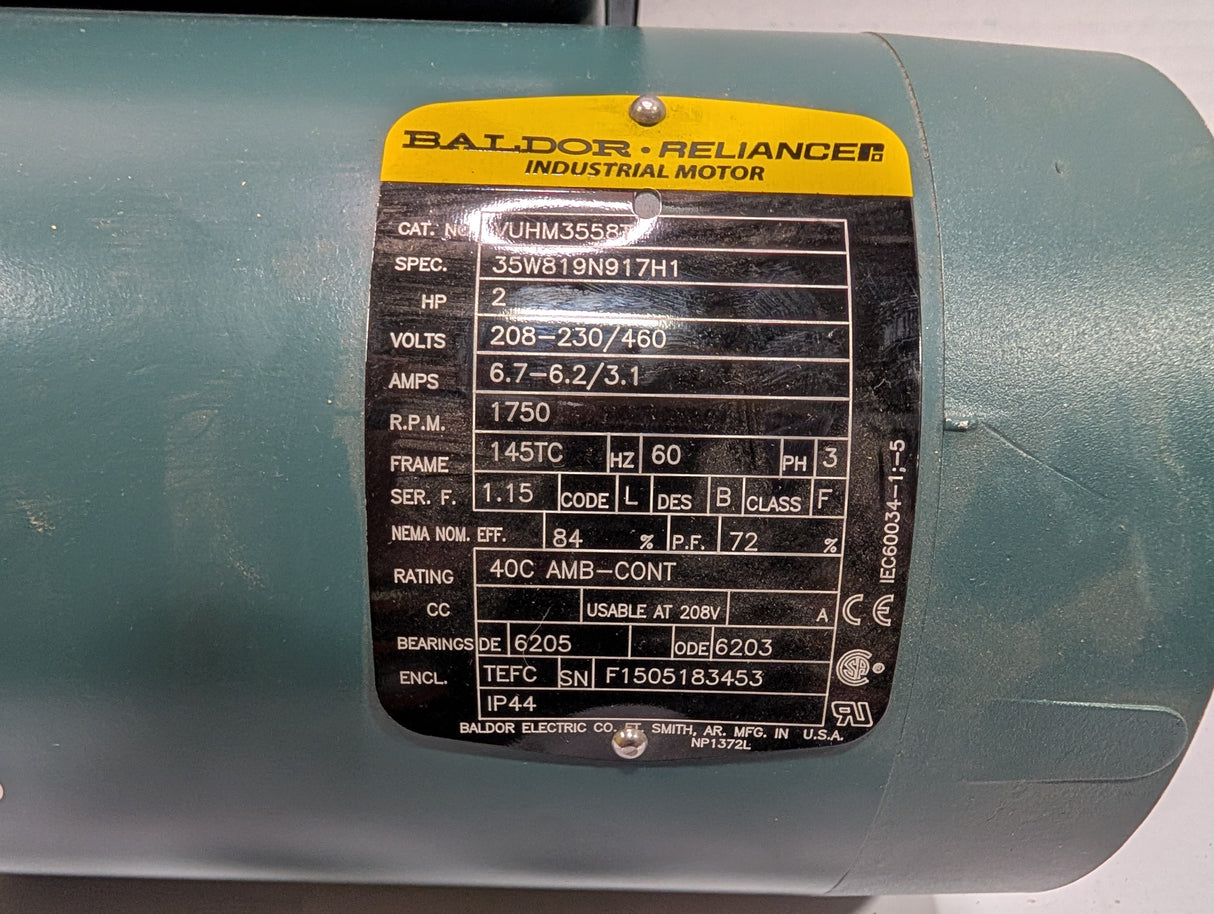 BALDOR · RELIANCE
INDUSTRIAL MOTOR
CAT. NO VUHM3558T
SPEC. 35W819N917H1
HP 2
VOLTS 208-230/460
AMPS 6.7-6.2/3.1
R.P.M. 1750
FRAME 145TC HZ 60 PH 3
SER. F. 1.15 CODE L DES B CLASS F
NEMA NOM. EFF. 84 % P.F. 72 %
RATING 40C AMB-CONT
CC USABLE AT 208V A
BEARINGS DE 6205 ODE 6203
ENCL. TEFC SN F1505183453
IP44
BALDOR ELECTRIC CO. FT. SMITH, AR. MFG. IN U.S.A.
NP1372L
IEC60034-1;-5
CE
SA ®
RU